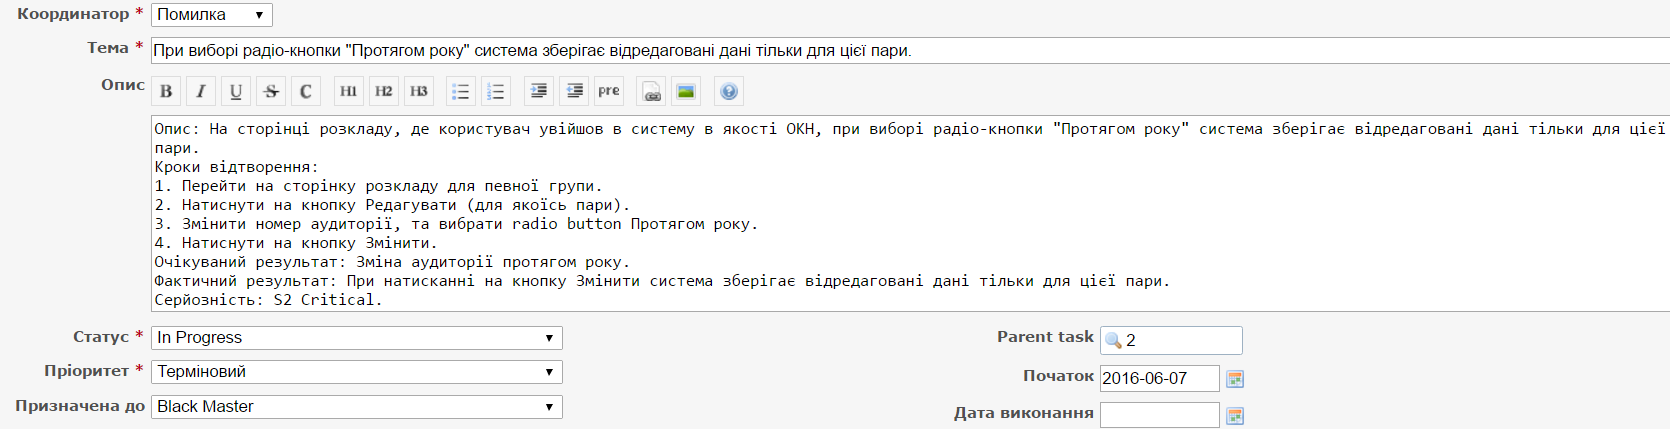 Координатор * Помилка
Тема * При виборі радіо-кнопки "Протягом року" система зберігає відредаговані дані тільки для цієї пари.
Опис B I U S C H1 H2 H3 pre
Опис: На сторінці розкладу, де користувач увійшов в систему в якості ОКН, при виборі радіо-кнопки "Протягом року" система зберігає відредаговані дані тільки для цієї
пари.
Кроки відтворення:
1. Перейти на сторінку розкладу для певної групи.
2. Натиснути на кнопку Редагувати (для якоїсь пари).
3. Змінити номер аудиторії, та вибрати radio button Протягом року.
4. Натиснути на кнопку Змінити.
Очікуваний результат: Зміна аудиторії протягом року.
Фактичний результат: При натисканні на кнопку Змінити система зберігає відредаговані дані тільки для цієї пари.
Серйозність: S2 Critical.
Статус * In Progress Parent task 2
Пріоритет * Терміновий Початок 2016-06-07
Призначена до Black Master Дата виконання